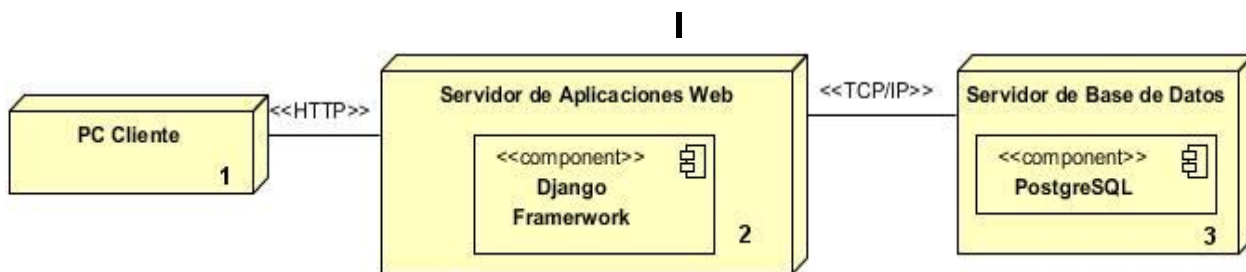 I
PC Cliente
1
<<HTTP>>
Servidor de Aplicaciones Web
<<component>>
Django
Framerwork
2
<<TCP/IP>>
Servidor de Base de Datos
<<component>>
PostgreSQL
3